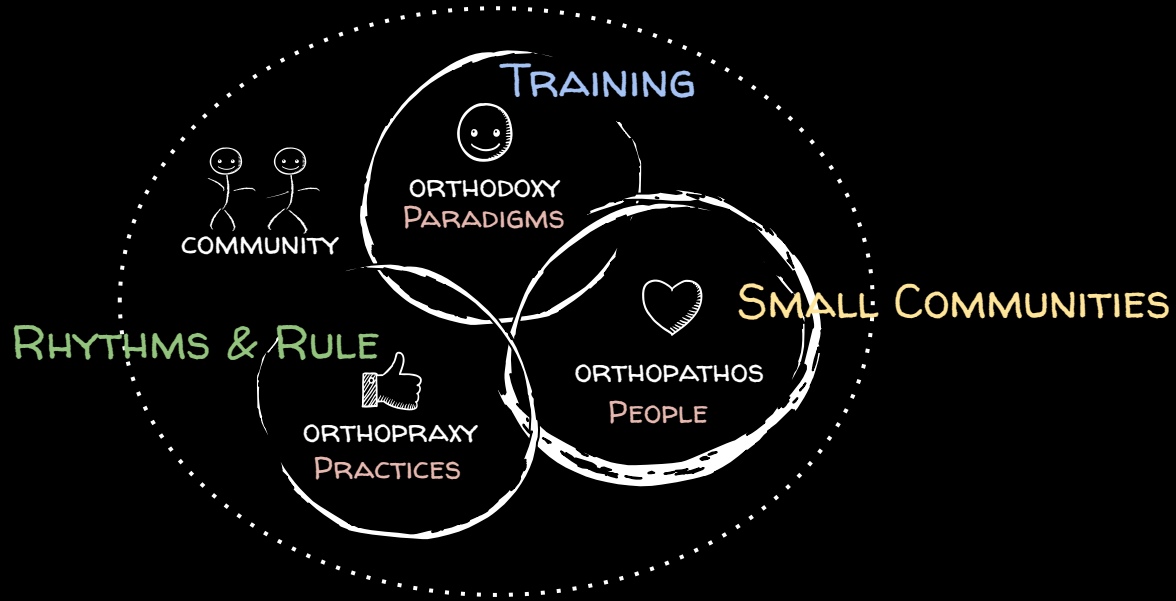 TRAINING
ORTHODOXY
PARADIGMS
COMMUNITY
SMALL COMMUNITIES
RHYTHMS & RULE
ORTHOPATHOS
PEOPLE
ORTHOPRAXY
PRACTICES